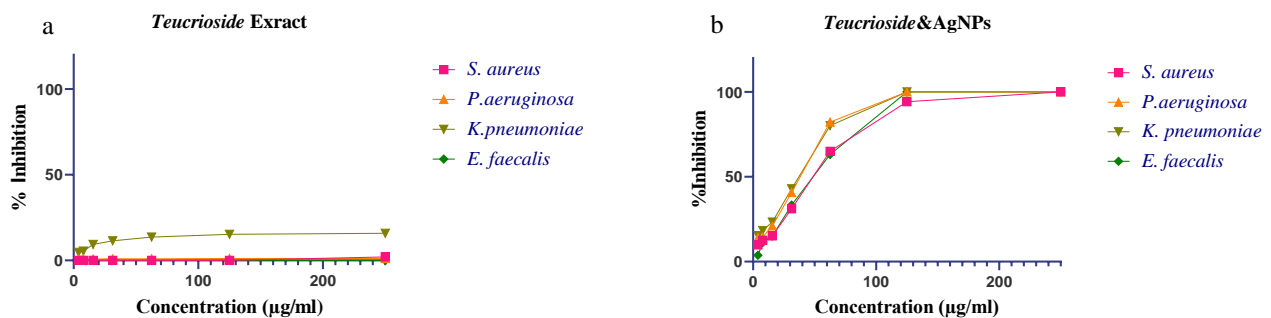 a
Teucrioside Exract
% Inhibition
100
50
0
0
100
200
Concentration (µg/ml)
S. aureus
P.aeruginosa
K.pneumoniae
E. faecalis
b
Teucrioside&AgNPs
%Inhibition
100
50
0
0
100
200
Concentration (µg/ml)
S. aureus
P.aeruginosa
K. pneumoniae
E. faecalis